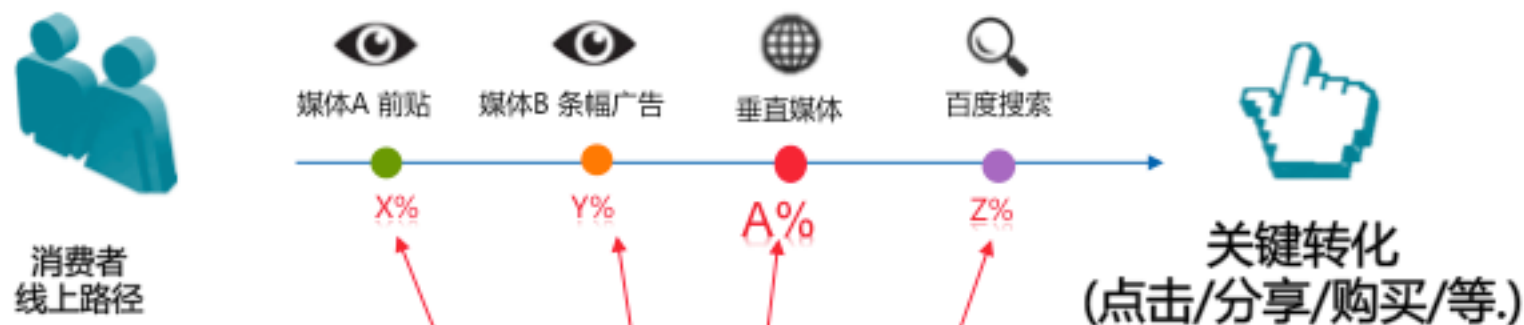 媒体A 前贴
媒体B 条幅广告
垂直媒体
百度搜索
X%
Y%
A%
Z%
消费者
线上路径
关键转化
(点击/分享/购买/等.)